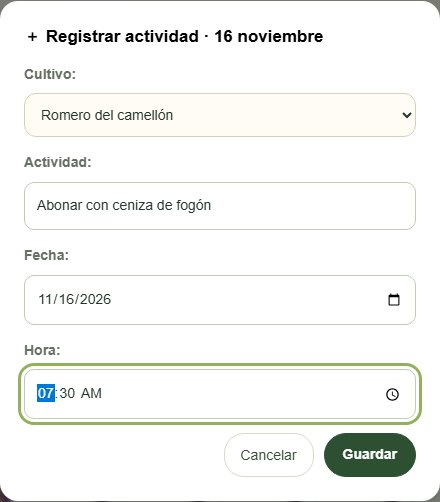 + Registrar actividad · 16 noviembre
Cultivo:
Romero del camellón
Actividad:
Abonar con ceniza de fogón
Fecha:
11/16/2026
Hora:
07:30 AM
Cancelar
Guardar